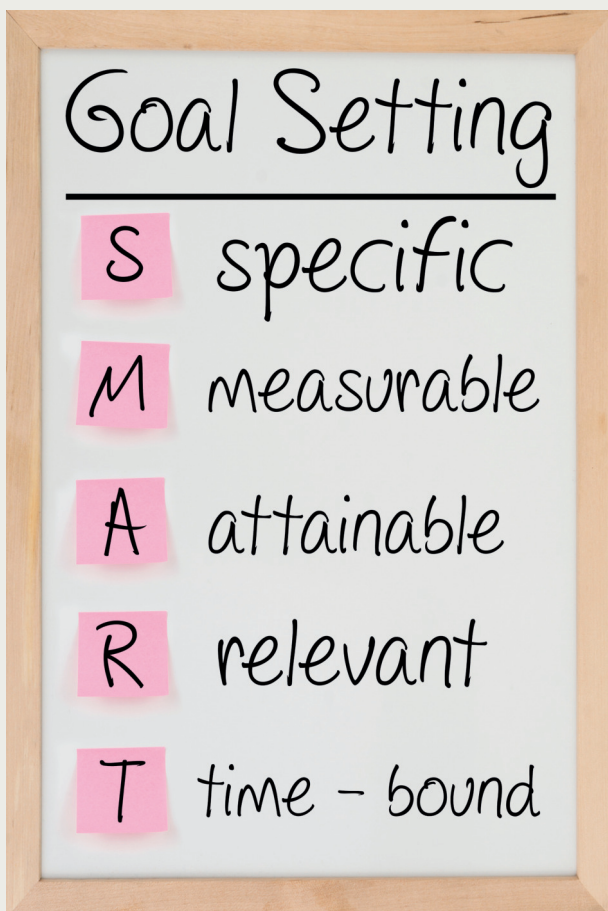 Goal Setting
S specific
M measurable
A attainable
R relevant
T time - bound